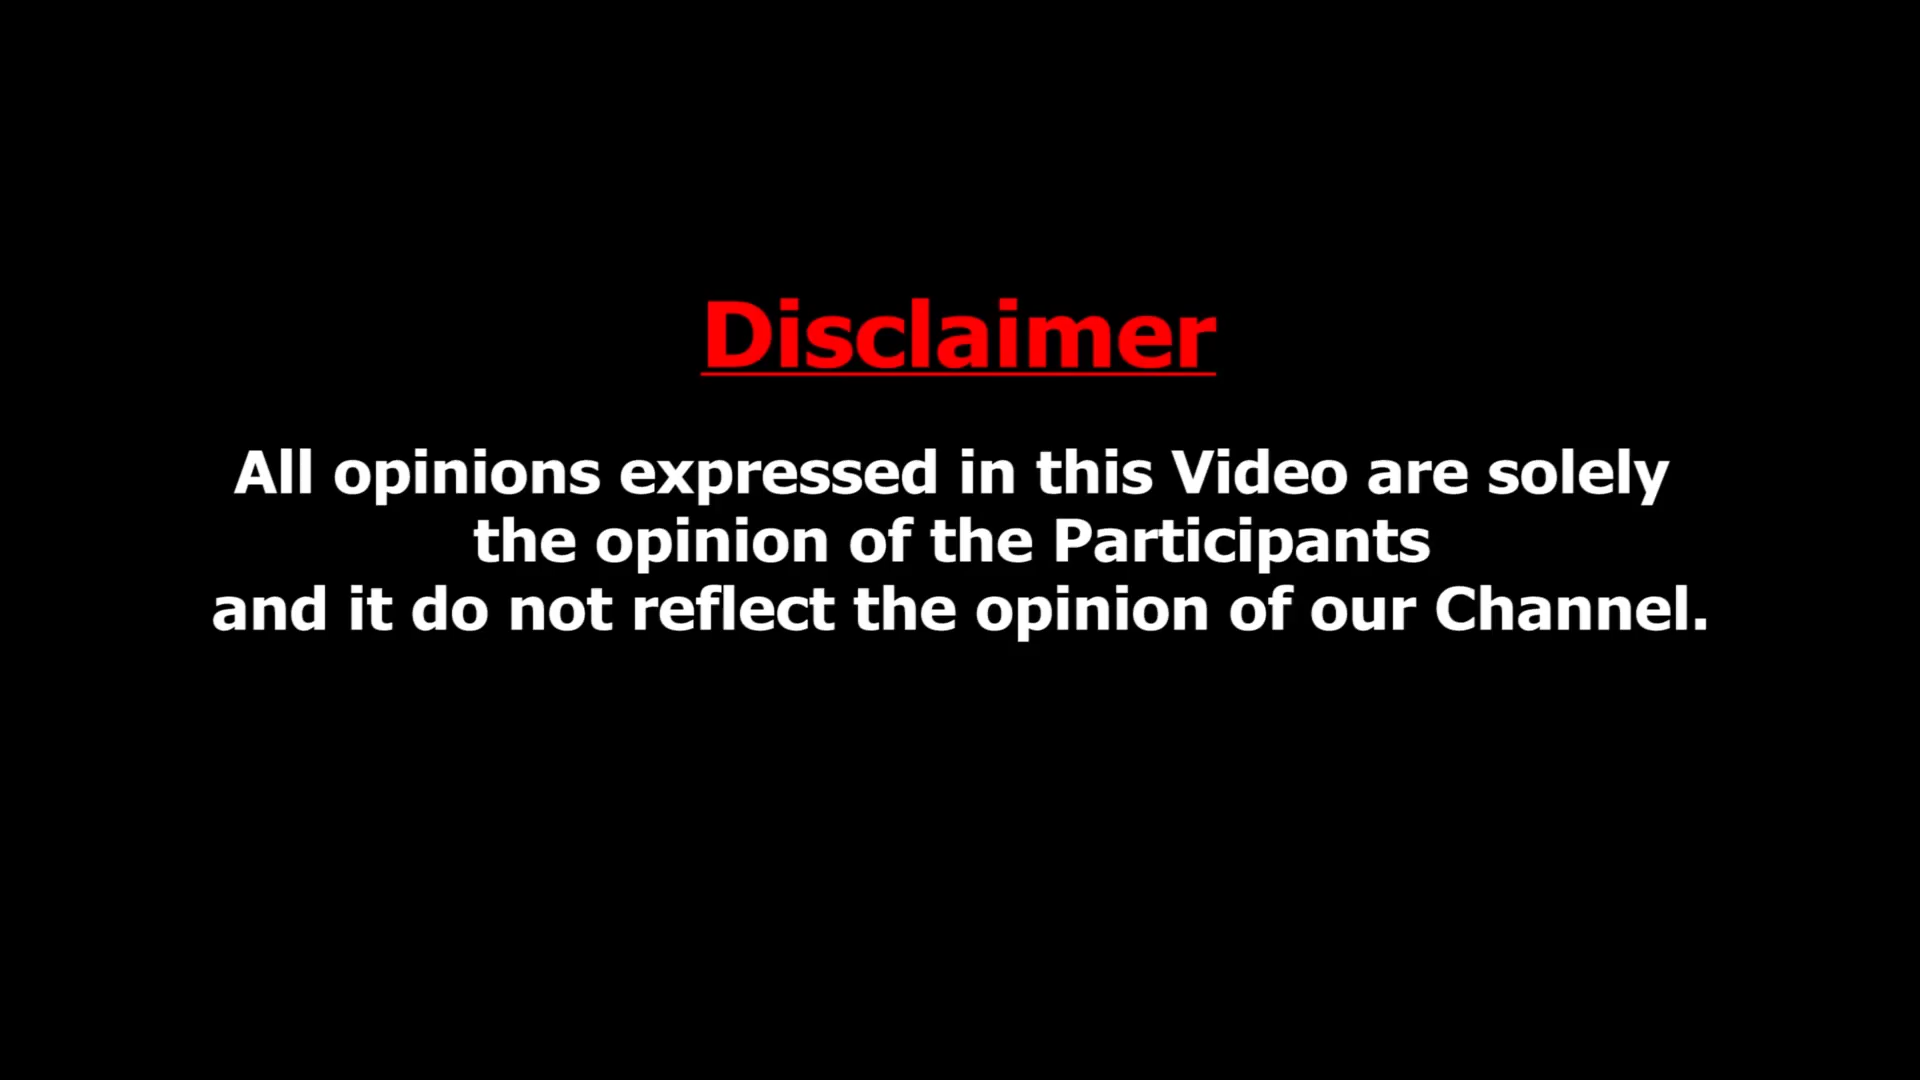 Disclaimer
All opinions expressed in this Video are solely
the opinion of the Participants
and it do not reflect the opinion of our Channel.